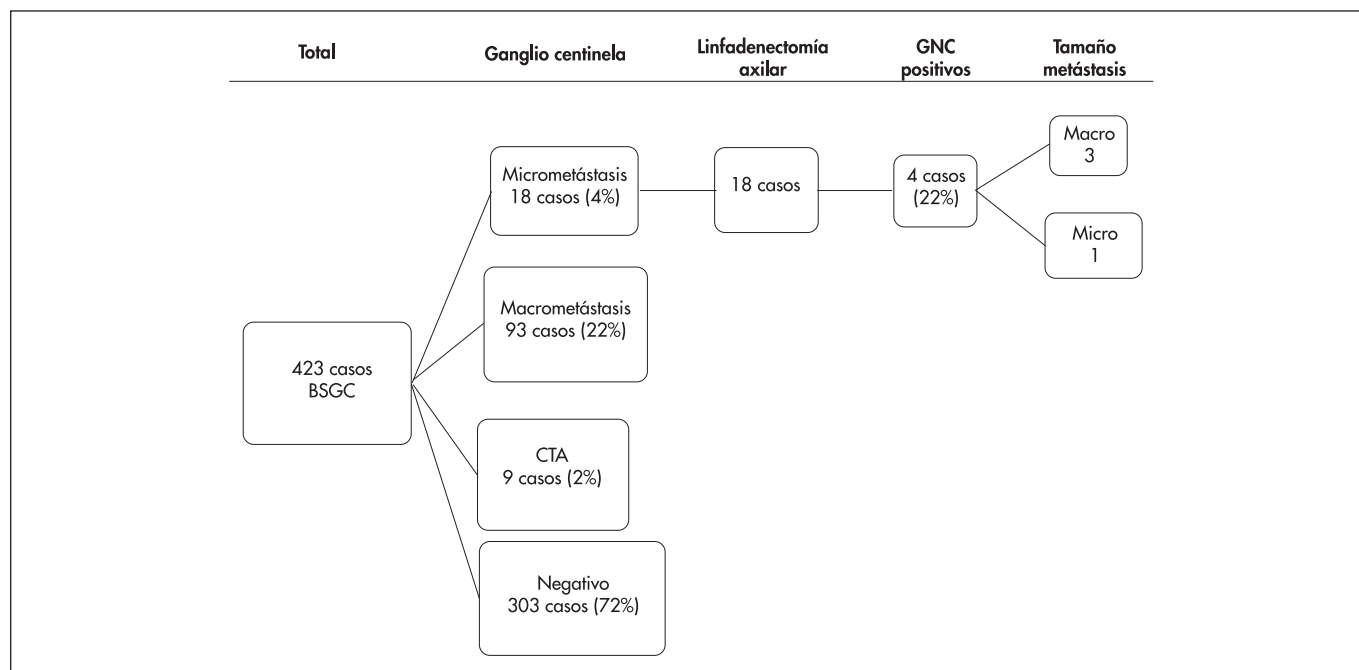 Total
Ganglio centinela
Linfadenectomía
axilar
GNC
positivos
Tamaño
metástasis
Micrometástasis
18 casos (4%)
18 casos
4 casos
(22%)
Macro
3
Micro
1
Macrometástasis
93 casos (22%)
423 casos
BSGC
CTA
9 casos (2%)
Negativo
303 casos (72%)